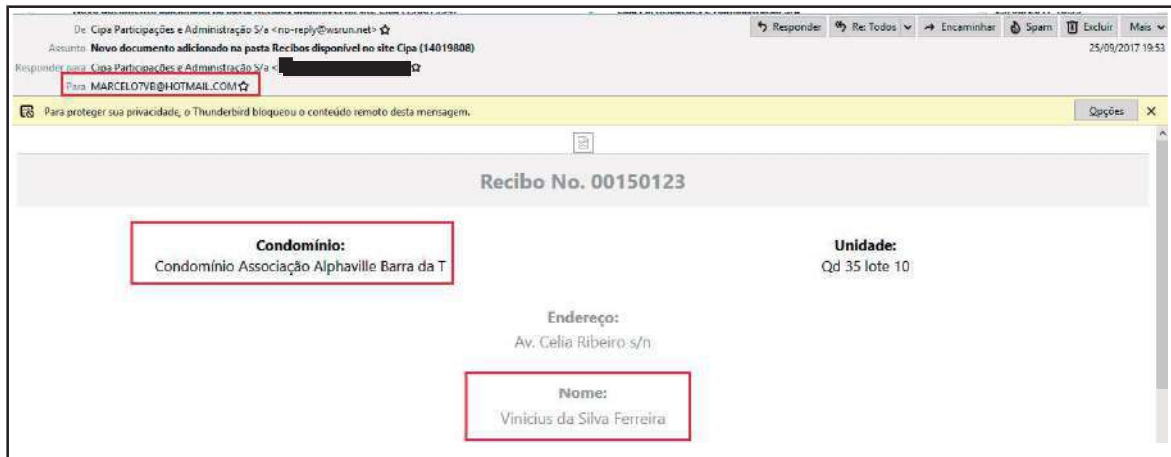 De Cipa Participações e Administração S/a <no-reply@wsrun.net>
Responder Re: Todos Encaminhar Spam Excluir Mais
Assunto Novo documento adicionado na pasta Recibos disponível no site Cipa (14019808)
25/09/2017 19:53
Responder para Cipa Participações e Administração S/a <
Para MARCELO7VB@HOTMAIL.COM
Para proteger sua privacidade, o Thunderbird bloqueou o conteúdo remoto desta mensagem.
Opções
Recibo No. 00150123
Condomínio:
Condomínio Associação Alphaville Barra da T
Unidade:
Qd 35 lote 10
Endereço:
Av. Celia Ribeiro s/n
Nome:
Vinicius da Silva Ferreira